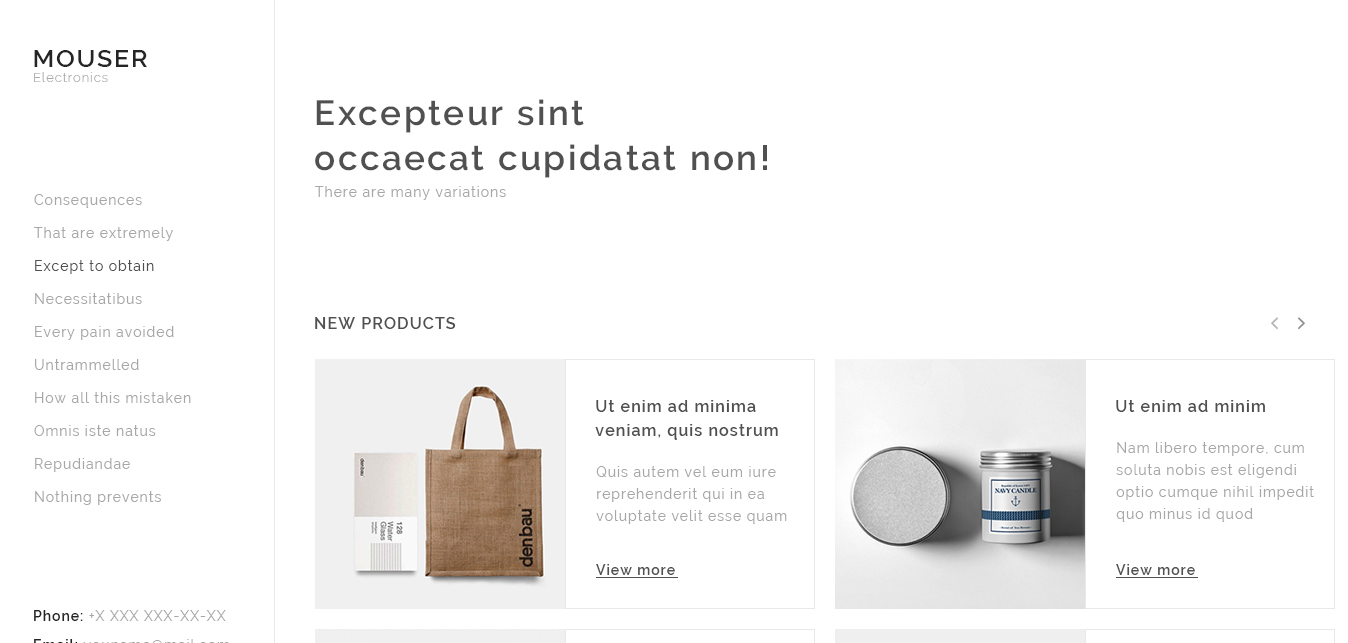 MOUSER
Electronics
Consequences
That are extremely
Except to obtain
Necessitatibus
Every pain avoided
Untrammelled
How all this mistaken
Omnis iste natus
Repudiandae
Nothing prevents
Phone: +X XXX XXX-XX-XX
Excepteur sint
occaecat cupidatat non!
There are many variations
NEW PRODUCTS
denbau
128
Water
Glass
denbau
Ut enim ad minima
veniam, quis nostrum
Quis autem vel eum iure
reprehenderit qui in ea
voluptate velit esse quam
View more
NAVY CANDLE
Ut enim ad minim
Nam libero tempore, cum
soluta nobis est eligendi
optio cumque nihil impedit
quo minus id quod
View more